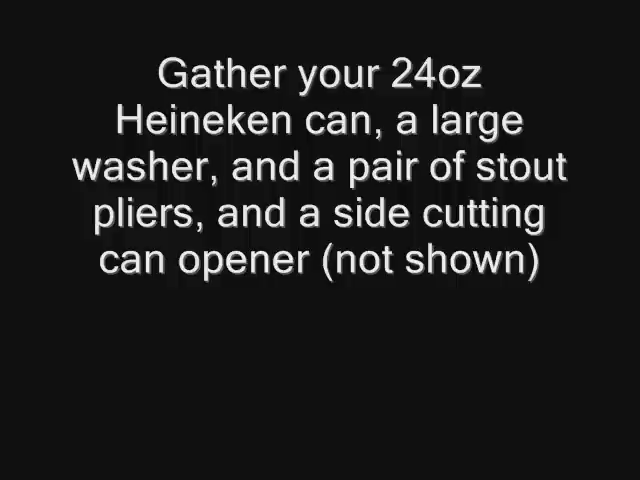 Gather your 24oz
Heineken can, a large
washer, and a pair of stout
pliers, and a side cutting
can opener (not shown)